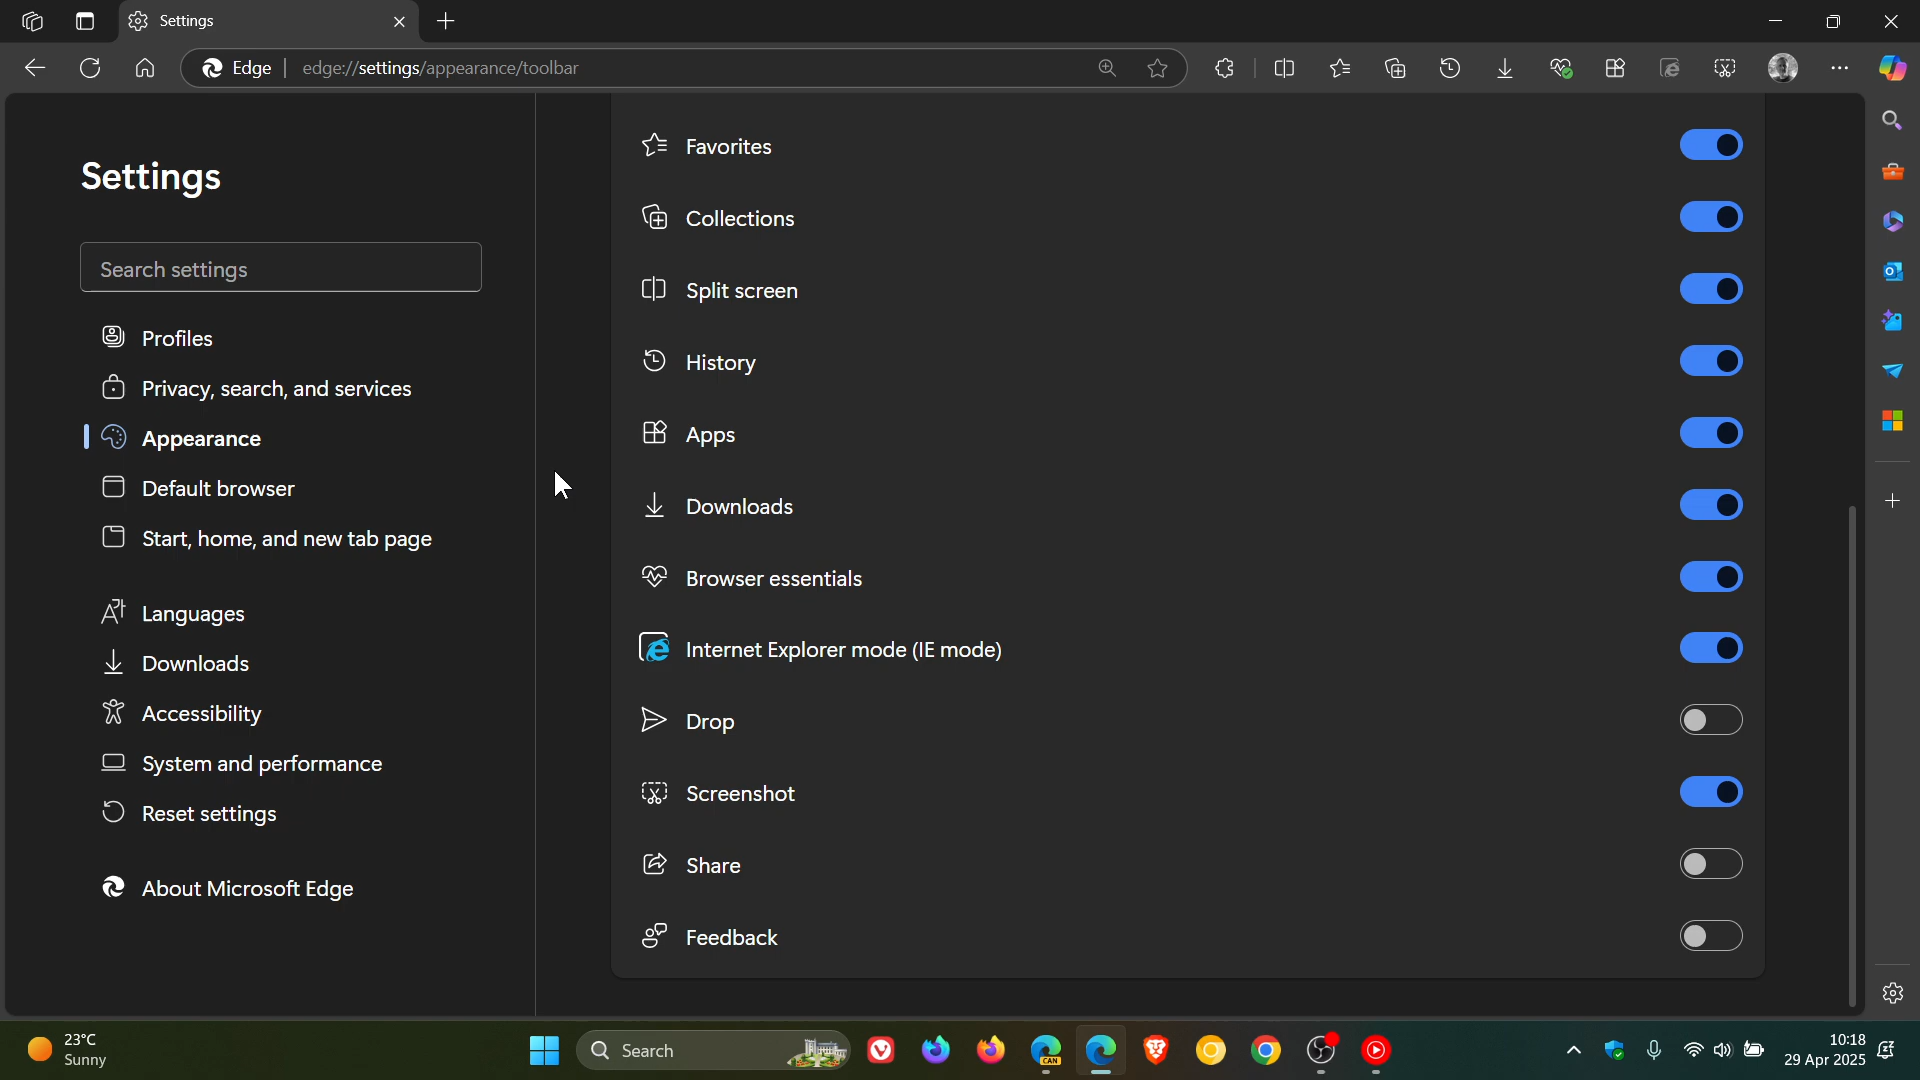 Settings
Edge
edge://settings/appearance/toolbar
Settings
Search settings
Profiles
Privacy, search, and services
Appearance
Default browser
Start, home, and new tab page
Languages
Downloads
Accessibility
System and performance
Reset settings
About Microsoft Edge
Favorites
Collections
Split screen
History
Apps
Downloads
Browser essentials
Internet Explorer mode (IE mode)
Drop
Screenshot
Share
Feedback
23°C
Sunny
Search
CAN
10:18
29 Apr 2025